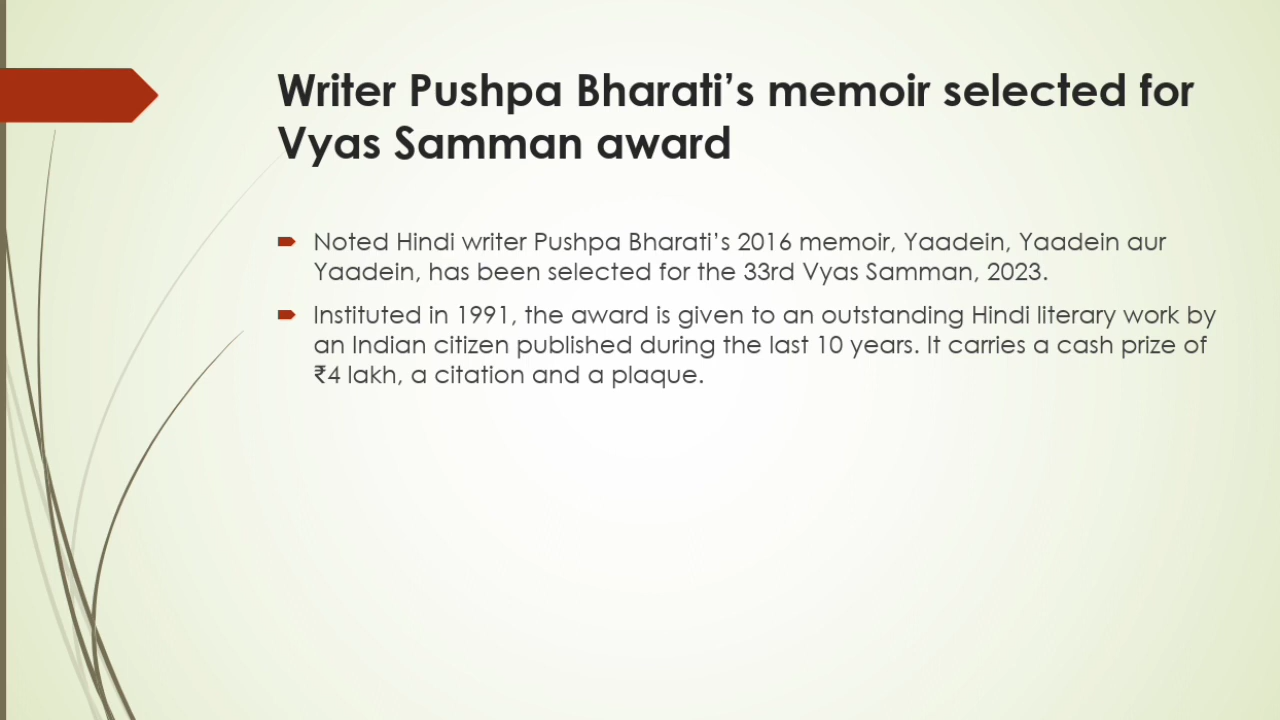 Writer Pushpa Bharati’s memoir selected for
Vyas Samman award
Noted Hindi writer Pushpa Bharati’s 2016 memoir, Yaadein, Yaadein aur
Yaadein, has been selected for the 33rd Vyas Samman, 2023.
Instituted in 1991, the award is given to an outstanding Hindi literary work by
an Indian citizen published during the last 10 years. It carries a cash prize of
₹4 lakh, a citation and a plaque.